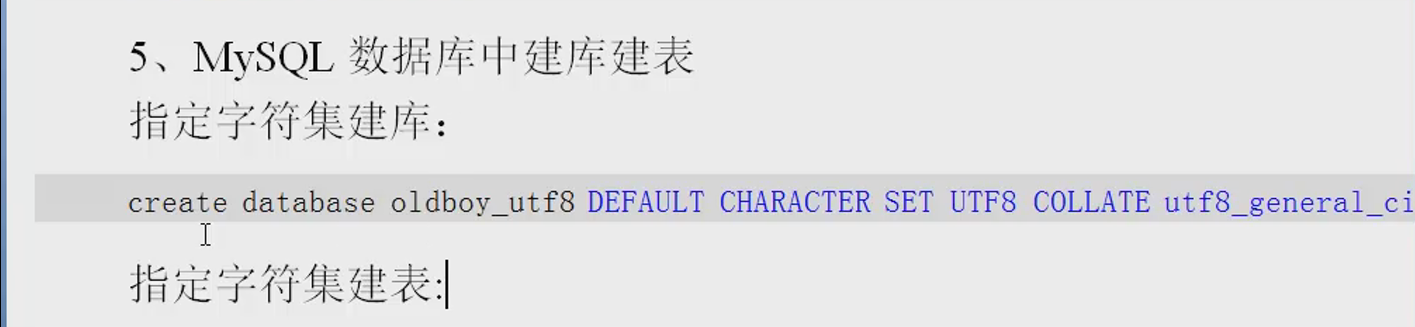 5、MySQL 数据库中建库建表
指定字符集建库：
create database oldboy_utf8 DEFAULT CHARACTER SET UTF8 COLLATE utf8_general_ci
指定字符集建表: